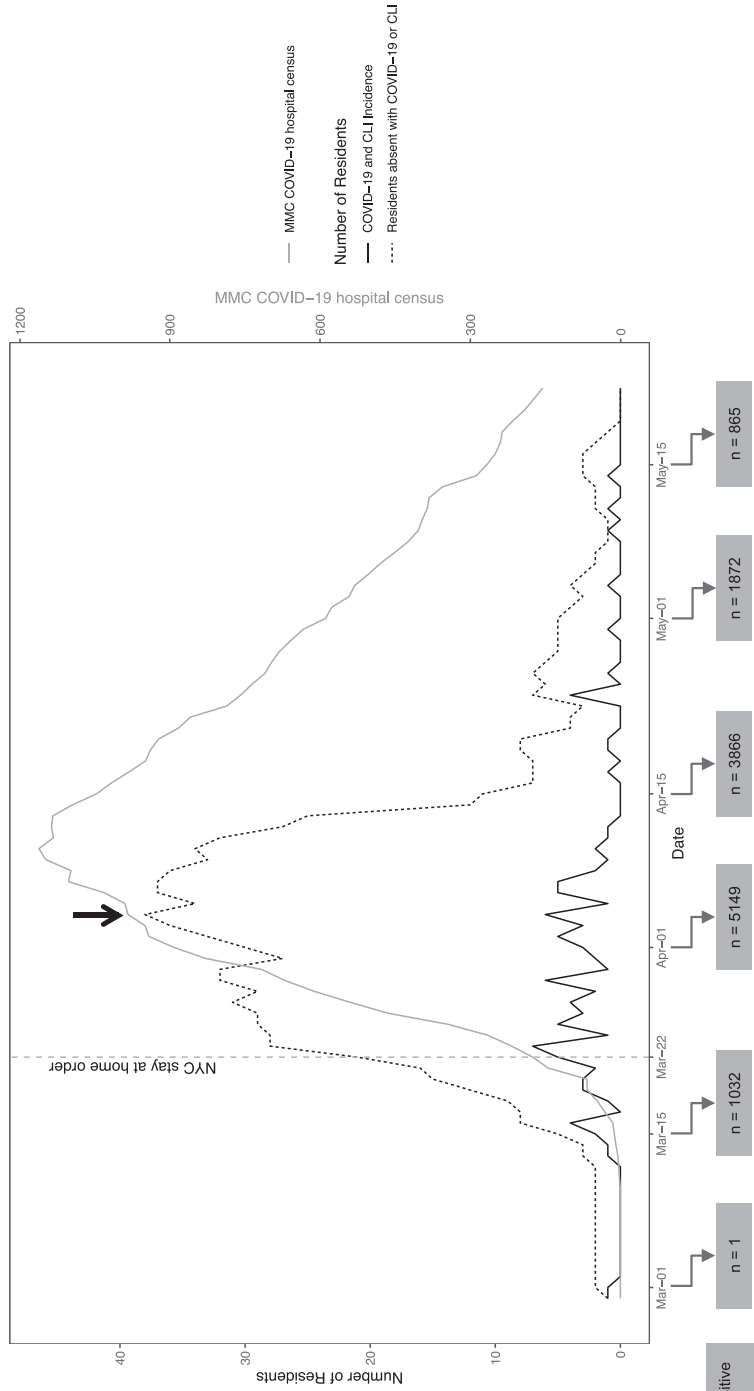 MMC COVID−19 hospital census
Number of Residents
COVID−19 and CLI Incidence
Residents absent with COVID−19 or CLI
NYC stay at home order
Number of Residents
40
30
20
10
0
MMC COVID−19 hospital census
1200
900
600
300
0
Mar−01
Mar−15
Mar−22
Apr−01
Apr−15
May−01
May−15
Date
n = 1
n = 1032
n = 5149
n = 3866
n = 1872
n = 865
itive